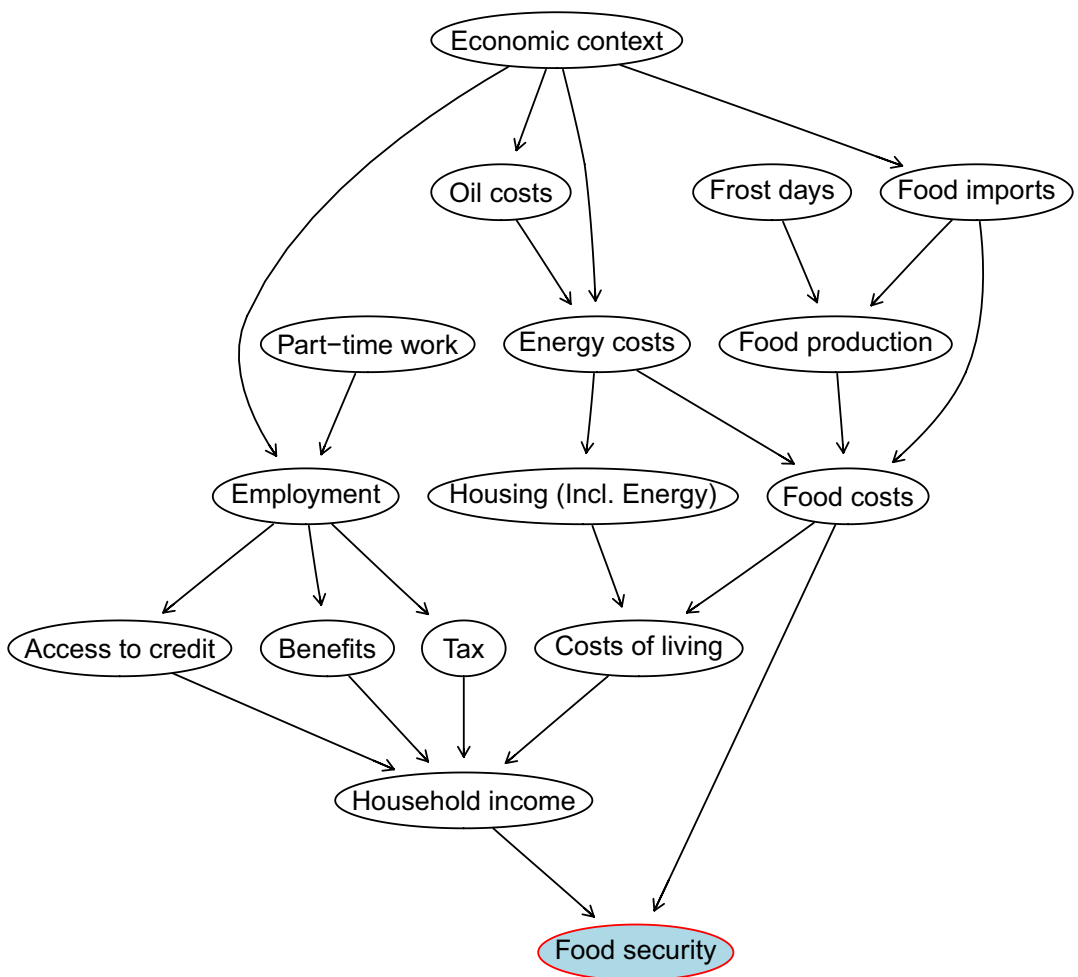 Economic context
Oil costs
Frost days
Food imports
Part−time work
Energy costs
Food production
Employment
Housing (Incl. Energy)
Food costs
Access to credit
Benefits
Tax
Costs of living
Household income
Food security